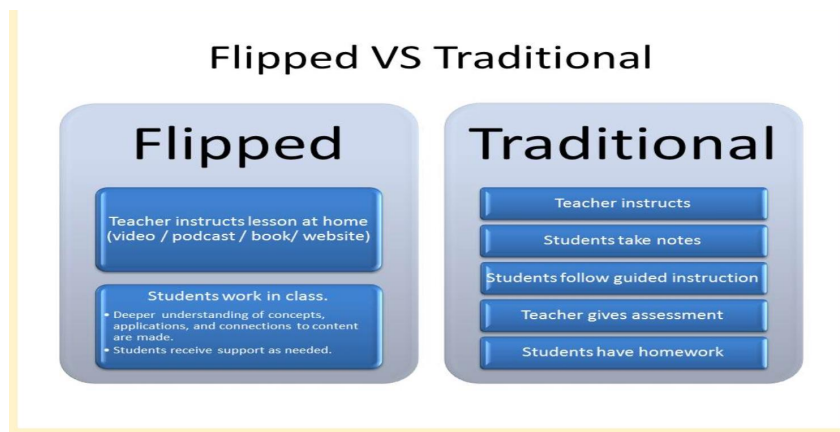 Flipped VS Traditional
Flipped
Teacher instructs lesson at home
(video / podcast / book/ website)
Students work in class.
• Deeper understanding of concepts,
applications, and connections to content
are made.
• Students receive support as needed.
Traditional
Teacher instructs
Students take notes
Students follow guided instruction
Teacher gives assessment
Students have homework